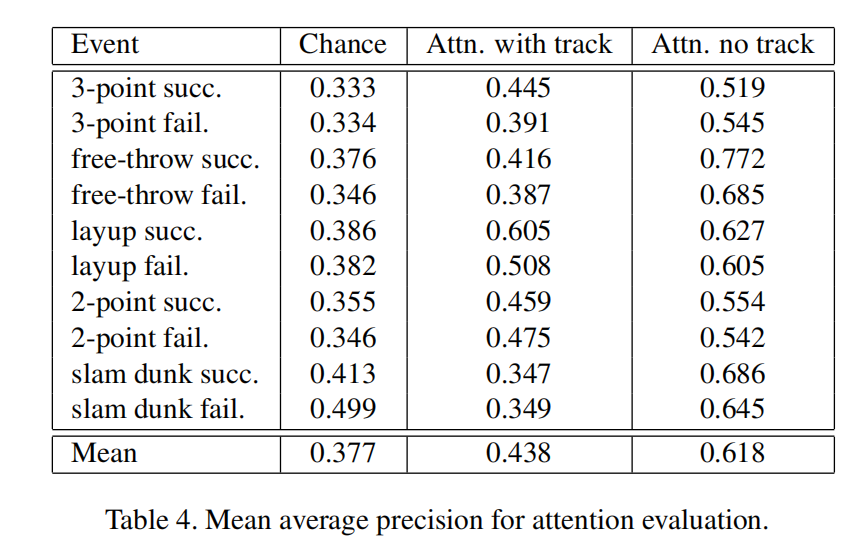 Event Chance Attn. with track Attn. no track
3-point succ. 0.333 0.445 0.519
3-point fail. 0.334 0.391 0.545
free-throw succ. 0.376 0.416 0.772
free-throw fail. 0.346 0.387 0.685
layup succ. 0.386 0.605 0.627
layup fail. 0.382 0.508 0.605
2-point succ. 0.355 0.459 0.554
2-point fail. 0.346 0.475 0.542
slam dunk succ. 0.413 0.347 0.686
slam dunk fail. 0.499 0.349 0.645
Mean 0.377 0.438 0.618
Table 4. Mean average precision for attention evaluation.